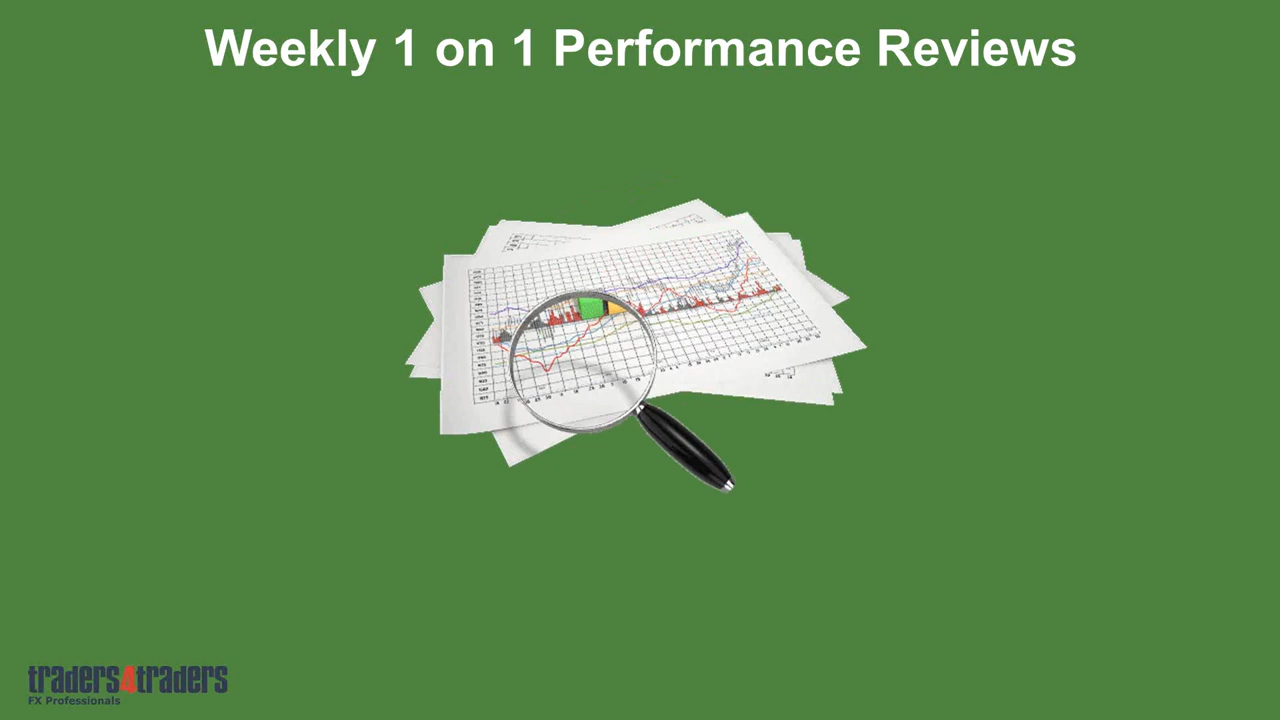 Weekly 1 on 1 Performance Reviews
traders4traders
FX Professionals